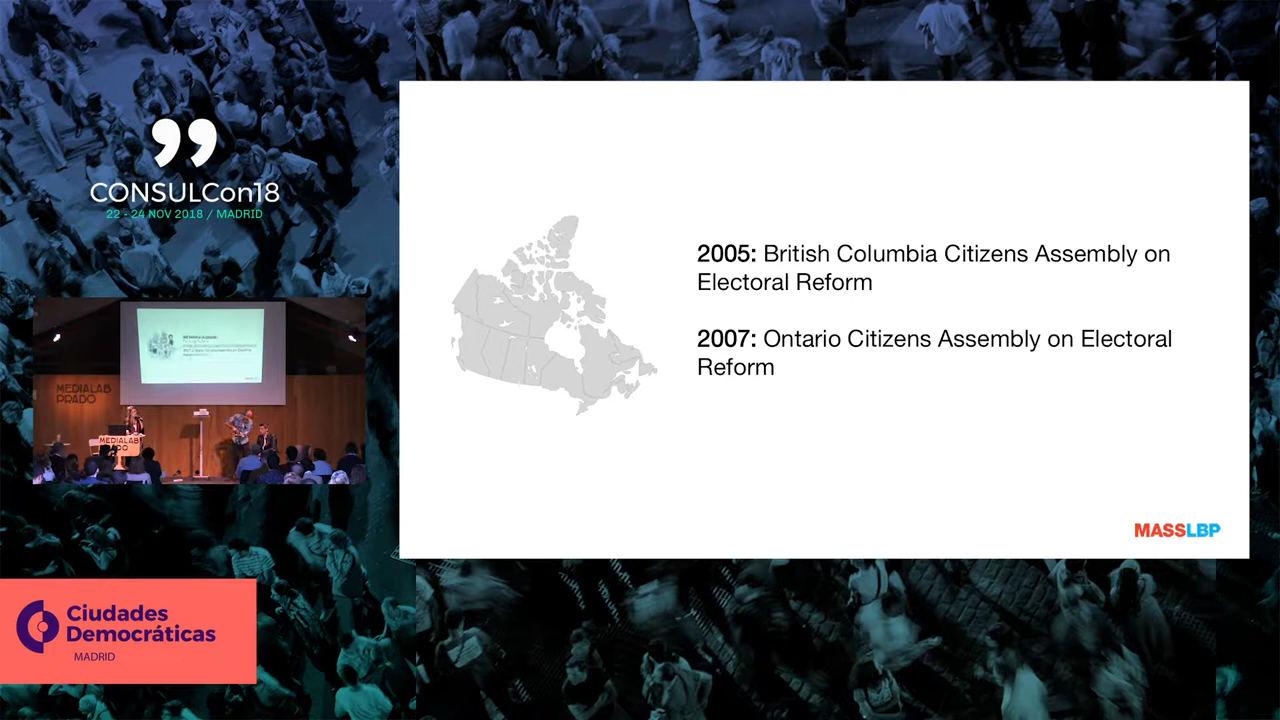 CONSULCon18
22 - 24 NOV 2018 / MADRID
MEDIALAB
PRADO
MEDIALAB
2005: British Columbia Citizens Assembly on
Electoral Reform
2007: Ontario Citizens Assembly on Electoral
Reform
MASSLBP
Ciudades
Democráticas
MADRID